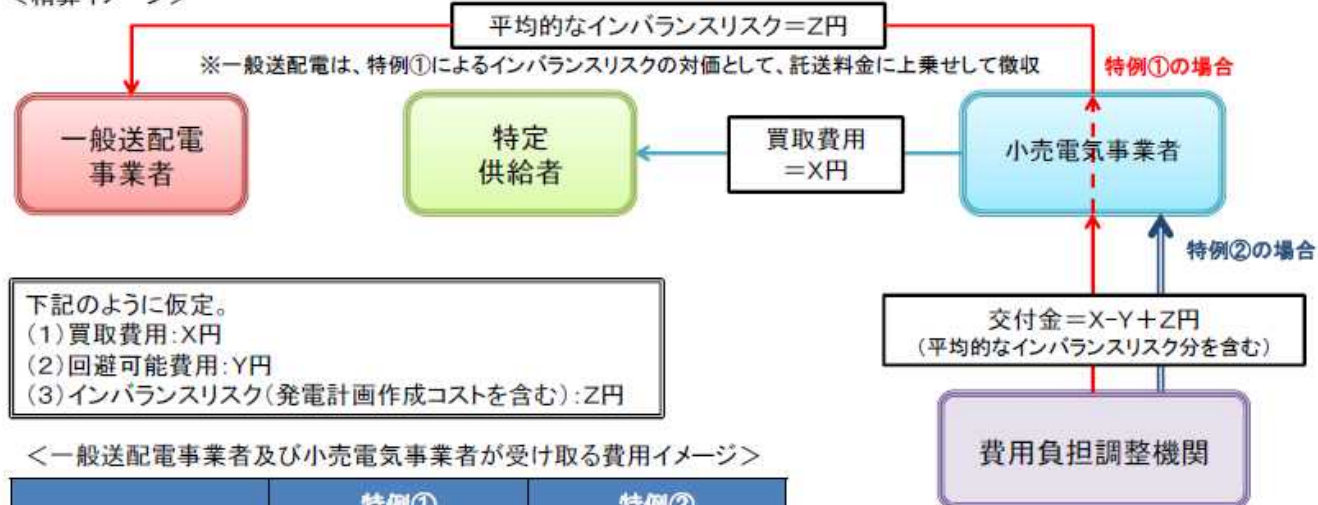 平均的なインバランスリスク=Z円
※一般送配電は、特例①によるインバランスリスクの対価として、託送料金に上乗せして徴収
特例①の場合
一般送配電
事業者
特定
供給者
買取費用
=X円
小売電気事業者
特例②の場合
下記のように仮定。
(1)買取費用:X円
(2)回避可能費用:Y円
(3)インバランスリスク(発電計画作成コストを含む):Z円
交付金=X-Y+Z円
(平均的なインバランスリスク分を含む)
費用負担調整機関
<一般送配電事業者及び小売電気事業者が受け取る費用イメージ>
特例① 特例②